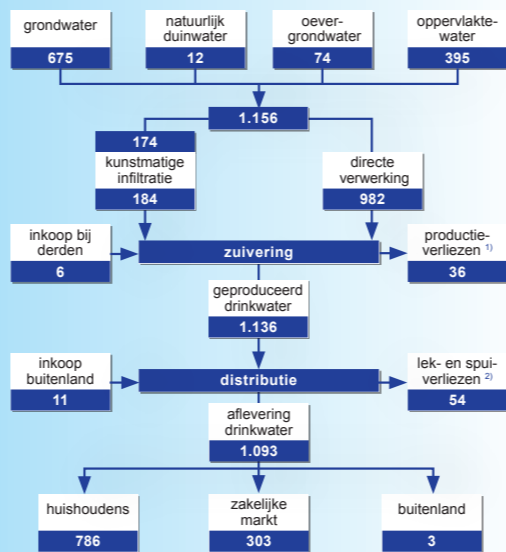 grondwater
675
natuurlijk
duinwater
12
oever-
grondwater
74
oppervlakte-
water
395
1.156
174
kunstmatige
infiltratie
184
directe
verwerking
982
inkoop bij
derden
6
zuivering
productie-
verliezen 1)
36
geproduceerd
drinkwater
1.136
inkoop
buitenland
11
distributie
lek- en spui-
verliezen 2)
54
aflevering
drinkwater
1.093
huishoudens
786
zakelijke
markt
303
buitenland
3